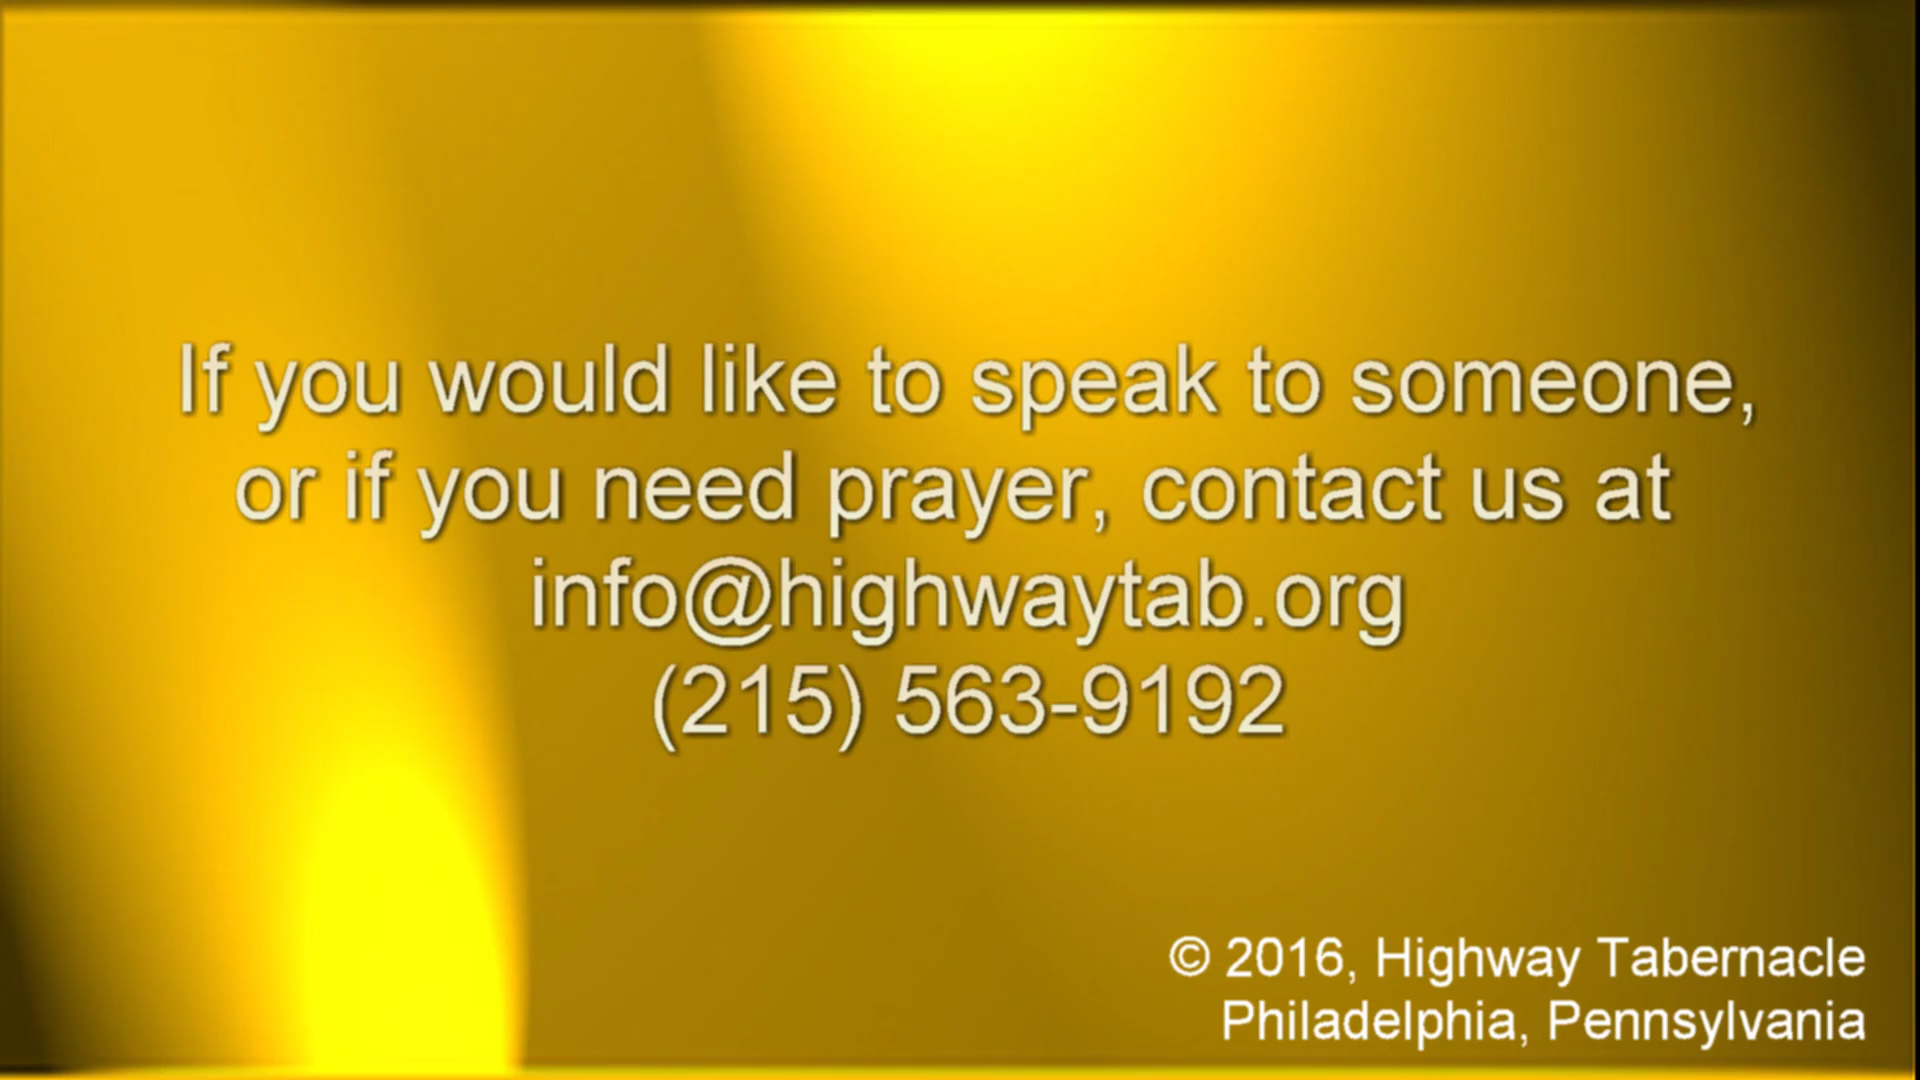 If you would like to speak to someone,
or if you need prayer, contact us at
info@highwaytab.org
(215) 563-9192
© 2016, Highway Tabernacle
Philadelphia, Pennsylvania